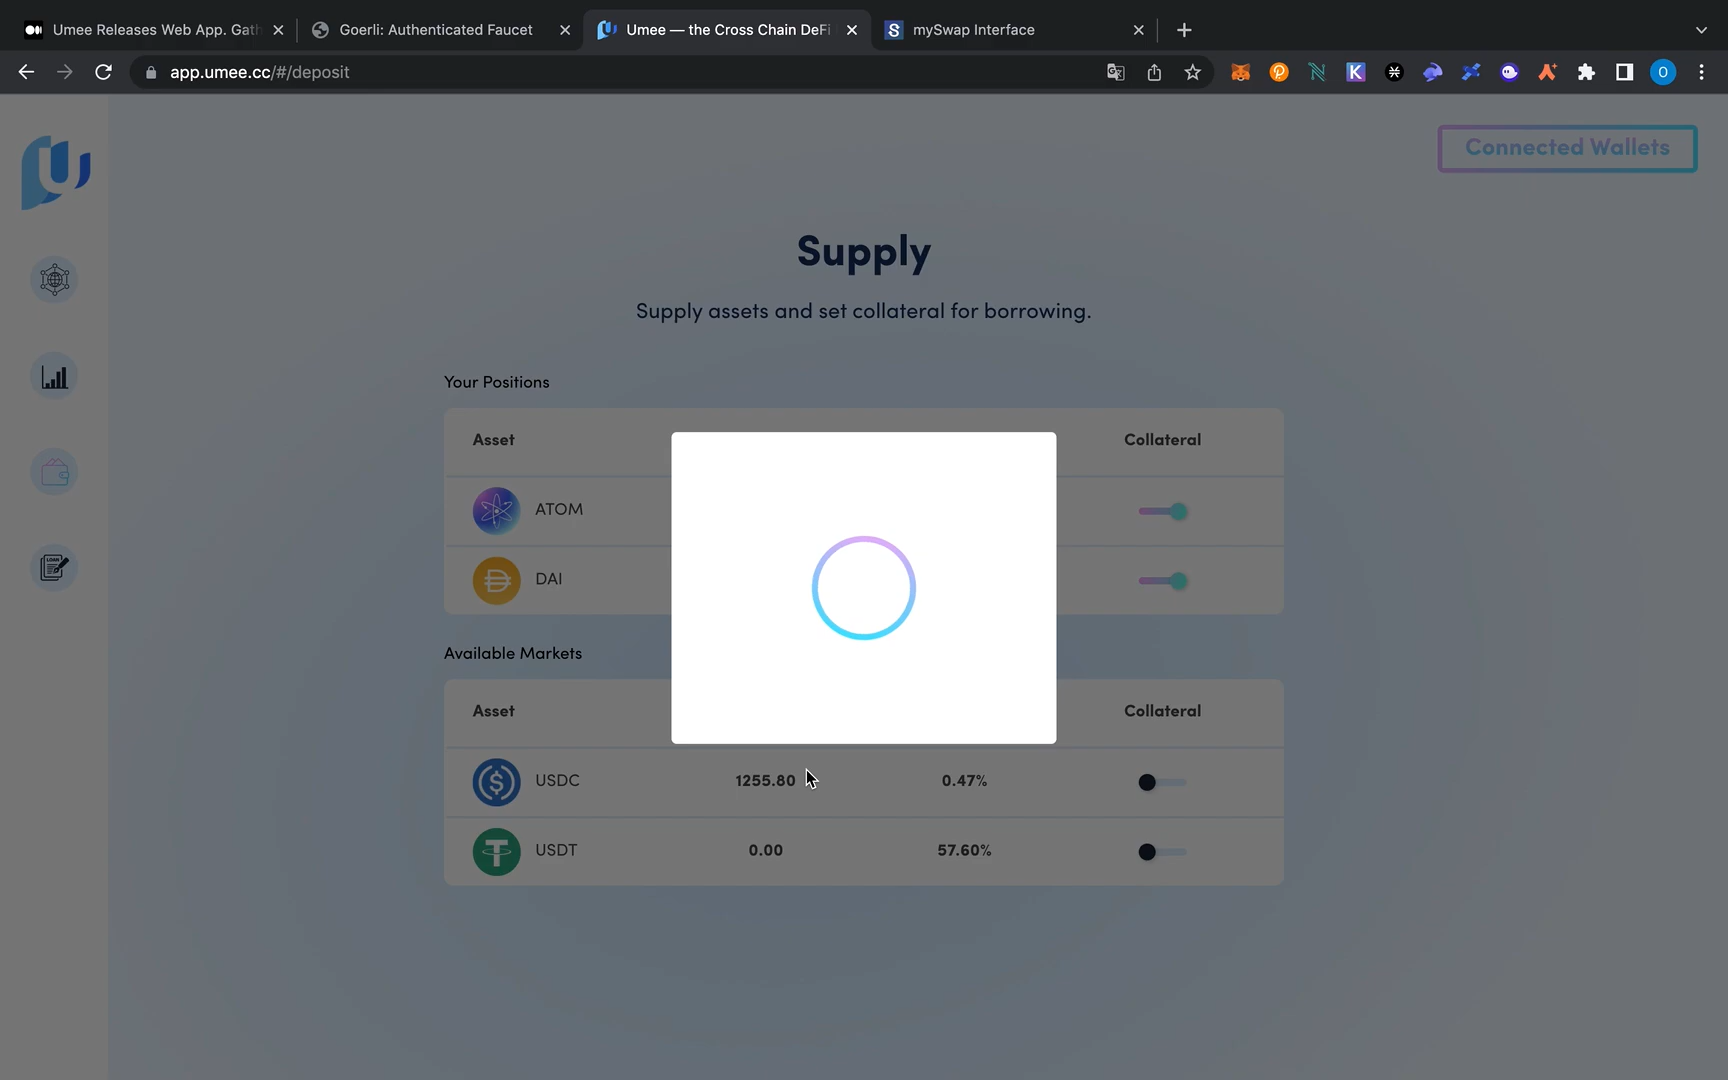 Umee Releases Web App. Gath
Goerli: Authenticated Faucet
Umee — the Cross Chain DeFi
mySwap Interface
app.umee.cc/#/deposit
Connected Wallets
Supply
Supply assets and set collateral for borrowing.
Your Positions
Asset
Collateral
ATOM
DAI
Available Markets
Asset
Collateral
USDC
1255.80
0.47%
USDT
0.00
57.60%
LOAN
O